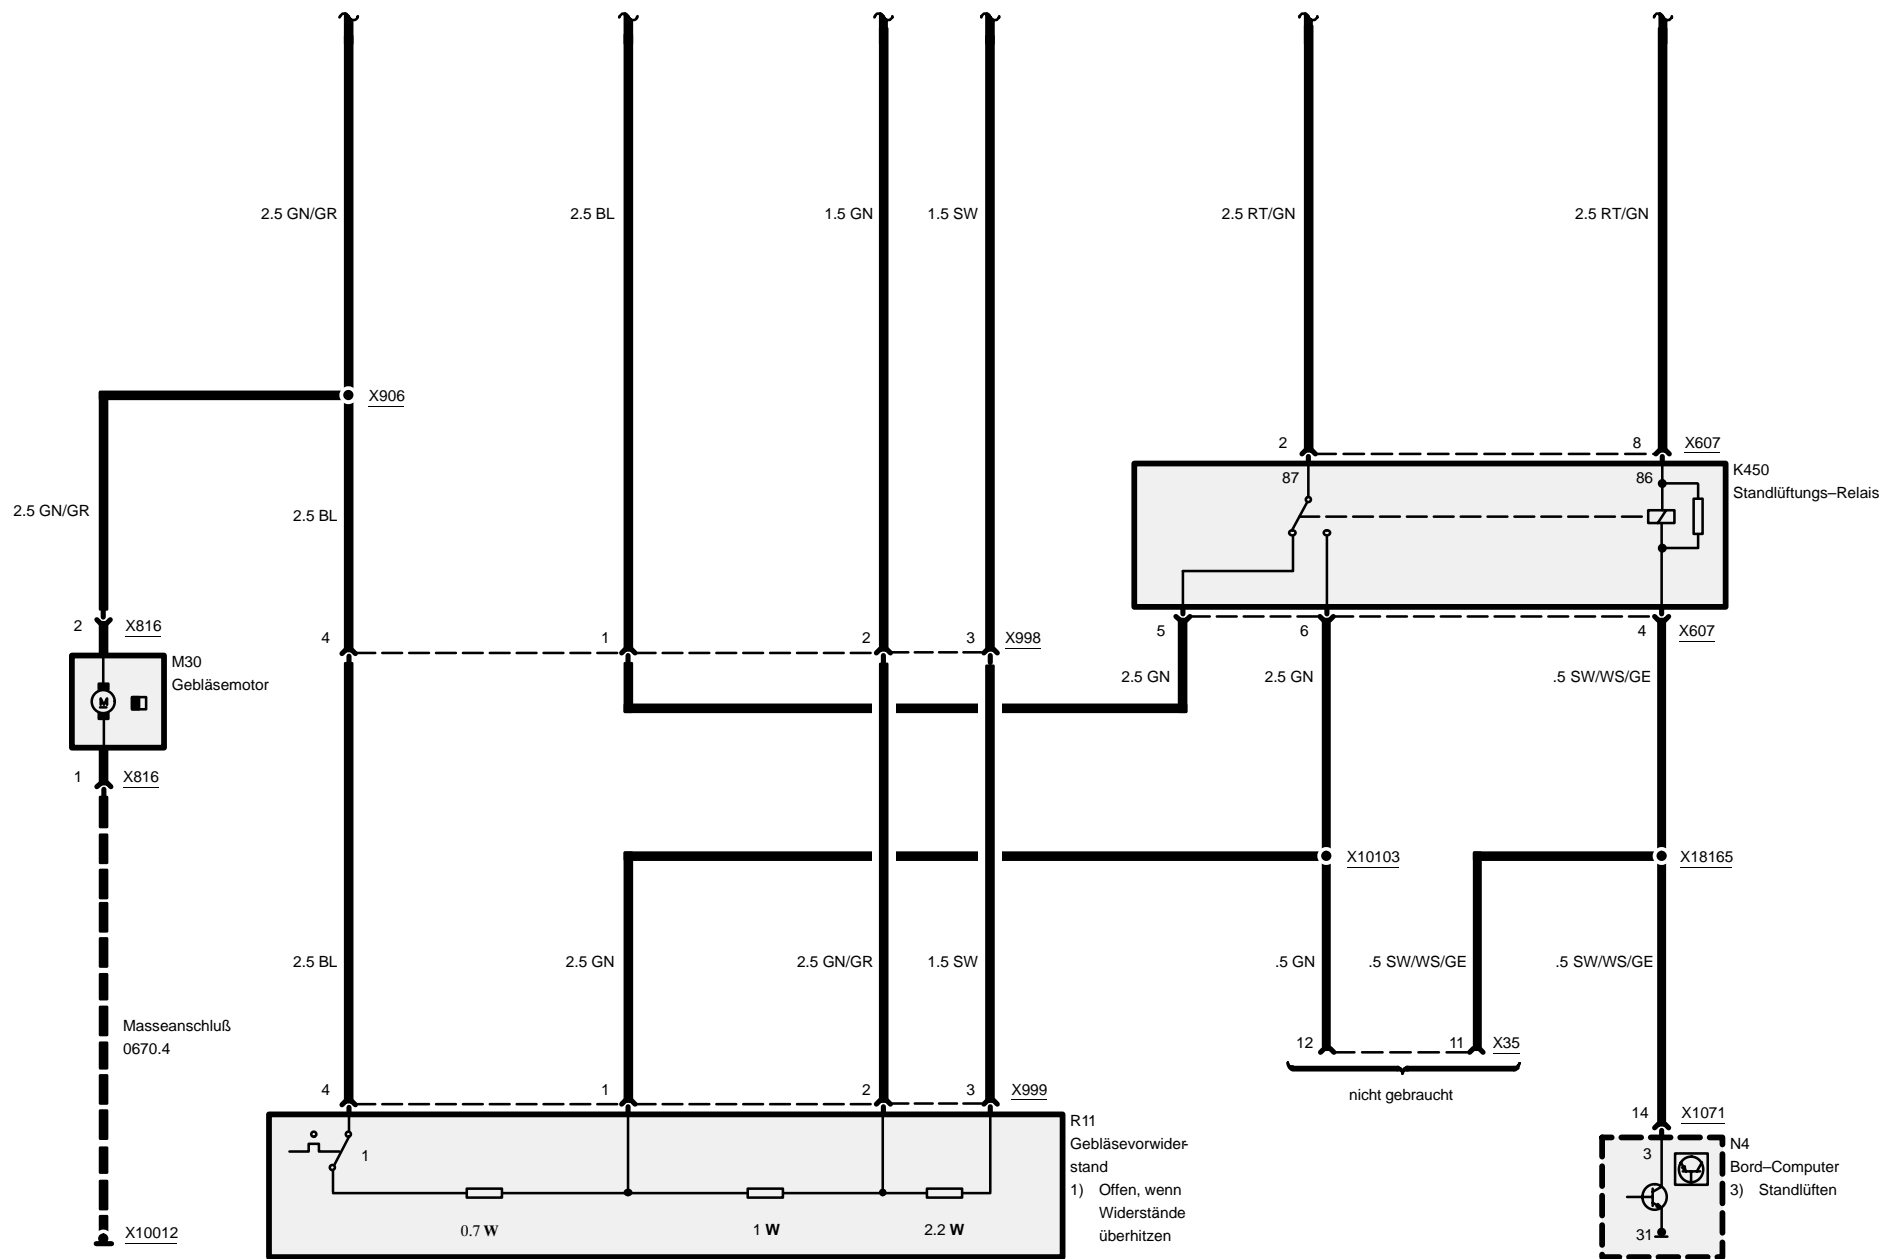 2.5 GN/GR
2.5 BL
1.5 GN
1.5 SW
2.5 RT/GN
2.5 RT/GN
X906
2
8
X607
87
86
K450
Standlüftungs–Relais
2.5 GN/GR
2.5 BL
2
X816
4
1
2
3
X998
5
6
4
X607
M30
Gebläsemotor
M
2.5 GN
2.5 GN
.5 SW/WS/GE
1
X816
X10103
X18165
2.5 BL
2.5 GN
2.5 GN/GR
1.5 SW
.5 GN
.5 SW/WS/GE
.5 SW/WS/GE
Masseanschluß
0670.4
12
11
X35
nicht gebraucht
4
1
2
3
X999
14
X1071
R11
Gebläsevorwider-
stand
1) Offen, wenn
Widerstände
überhitzen
1
3
N4
Bord–Computer
3) Standlüften
0.7 W
1 W
2.2 W
31
X10012